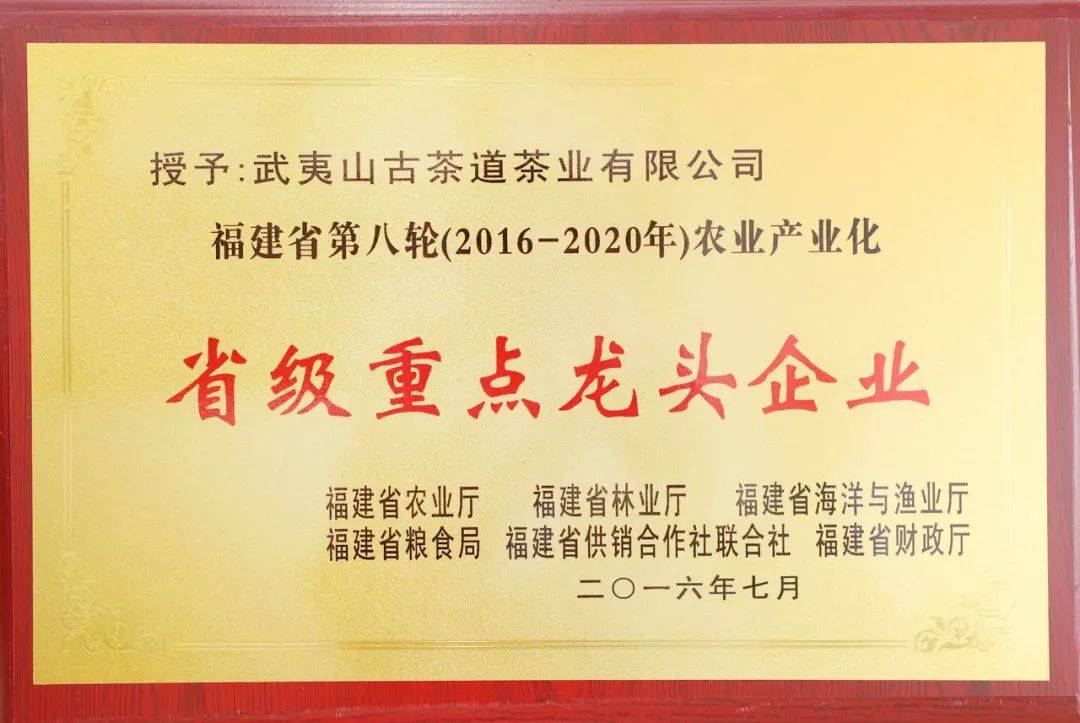 授予:武夷山古茶道茶业有限公司
福建省第八轮(2016-2020年)农业产业化
省级重点龙头企业
福建省农业厅 福建省林业厅 福建省海洋与渔业厅
福建省粮食局 福建省供销合作社联合社 福建省财政厅
二〇一六年七月